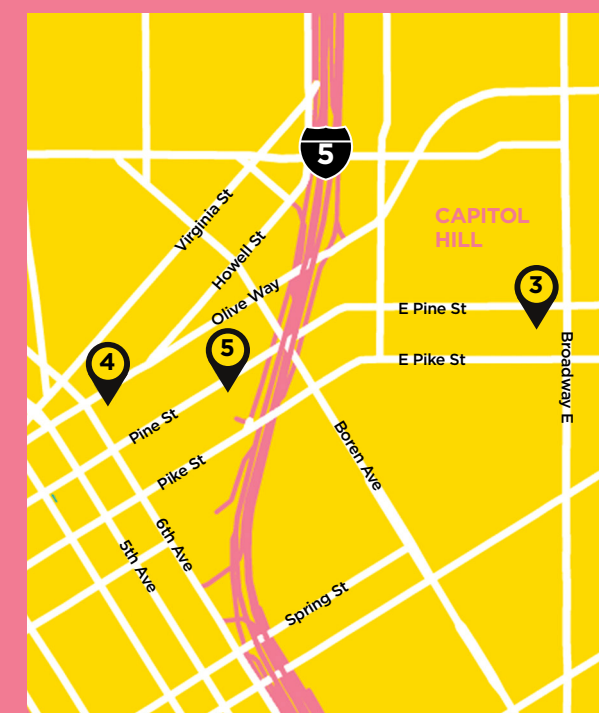 5
Virginia St
CAPITOL
HILL
Howell St
Olive Way
3
E Pine St
5
4
E Pike St
Broadway E
Pine St
Boren Ave
Pike St
6th Ave
5th Ave
Spring St